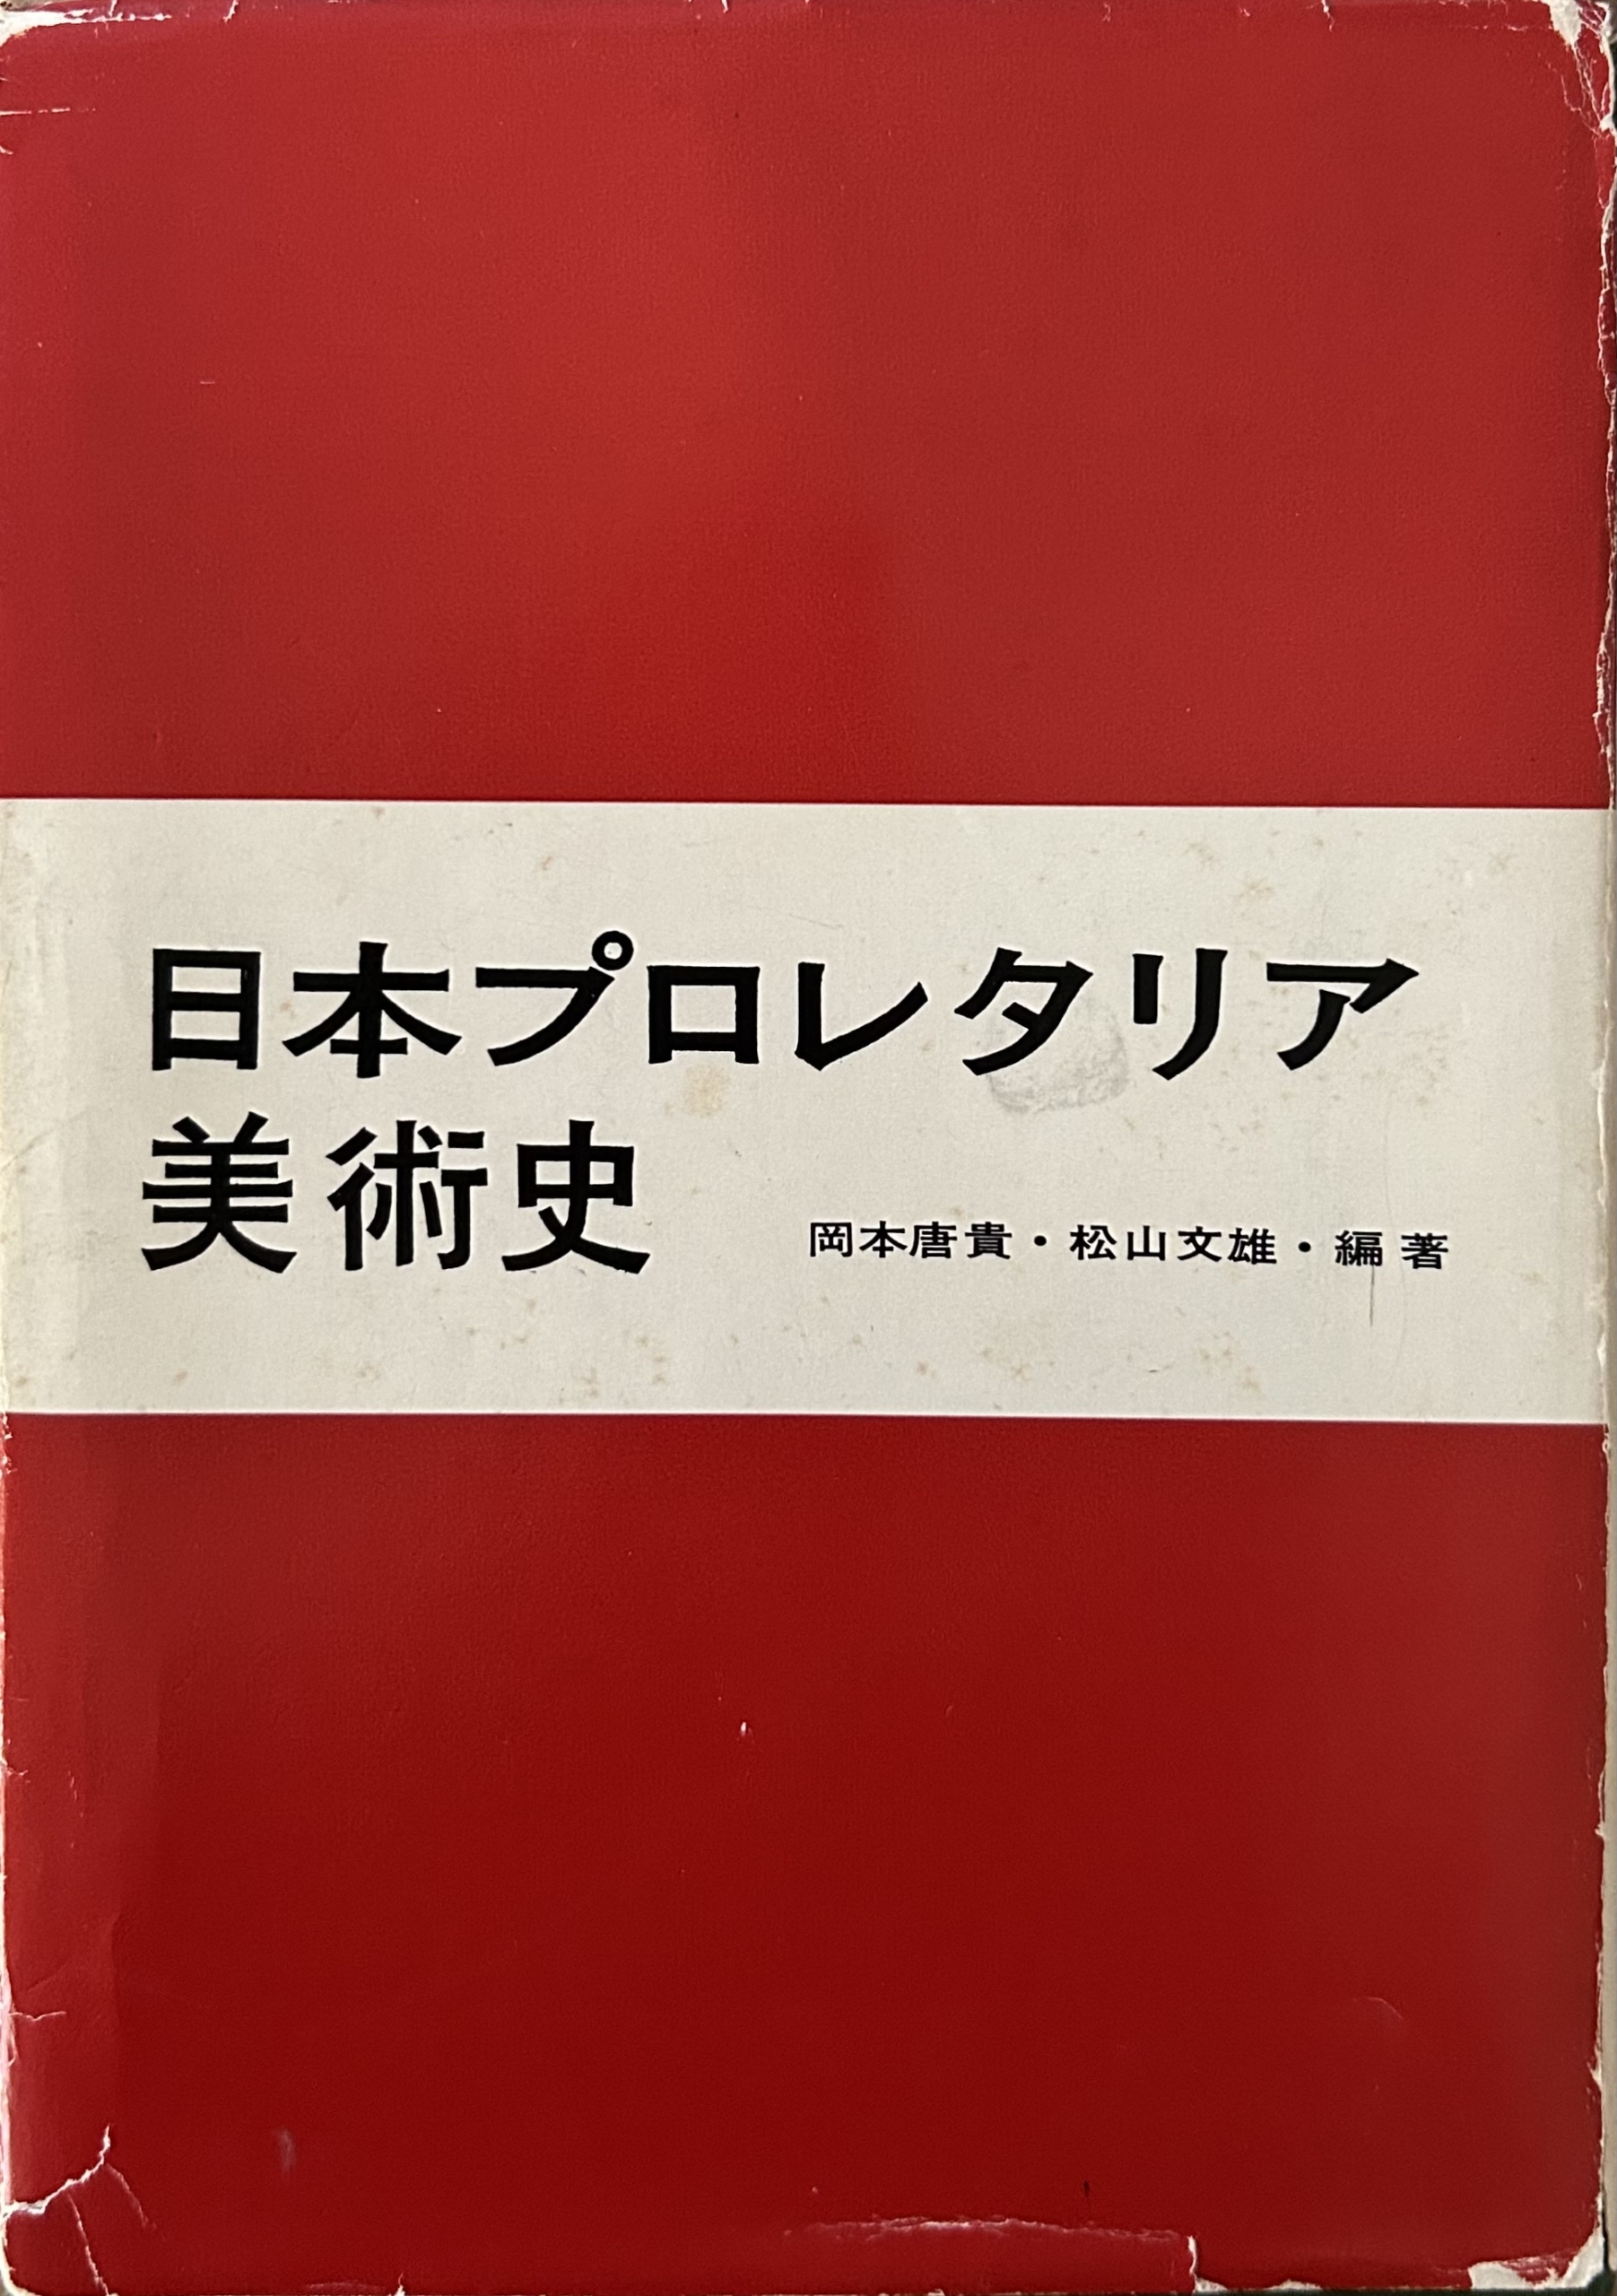 日本プロレタリア
美術史
岡本唐貴・松山文雄・編著